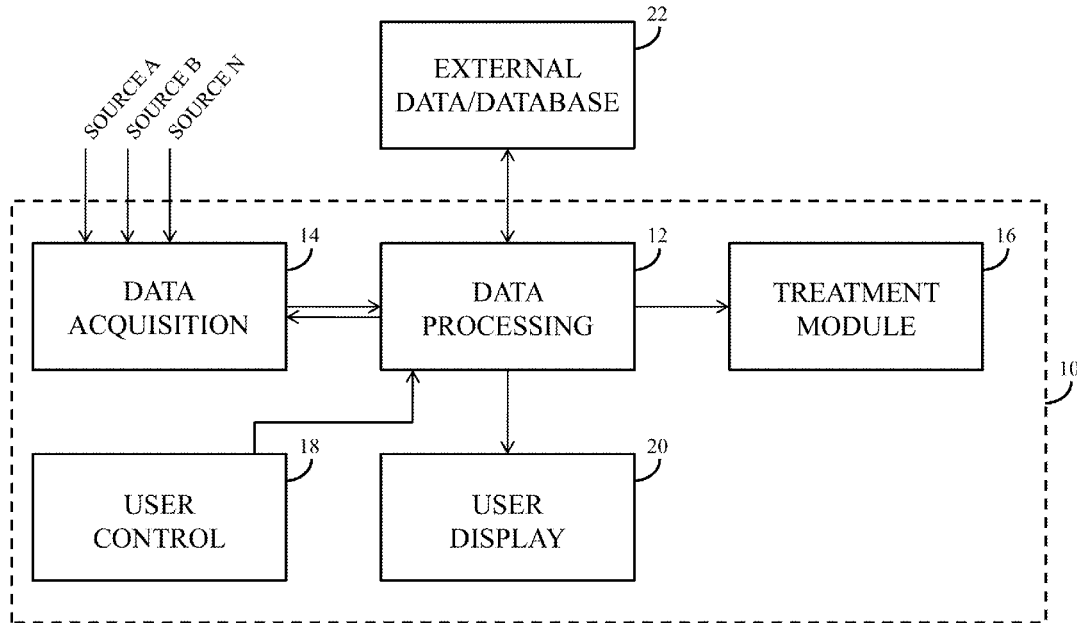 22
EXTERNAL
DATA/DATABASE
SOURCE A
SOURCE B
SOURCE N
14
DATA
ACQUISITION
12
DATA
PROCESSING
16
TREATMENT
MODULE
10
18
USER
CONTROL
20
USER
DISPLAY